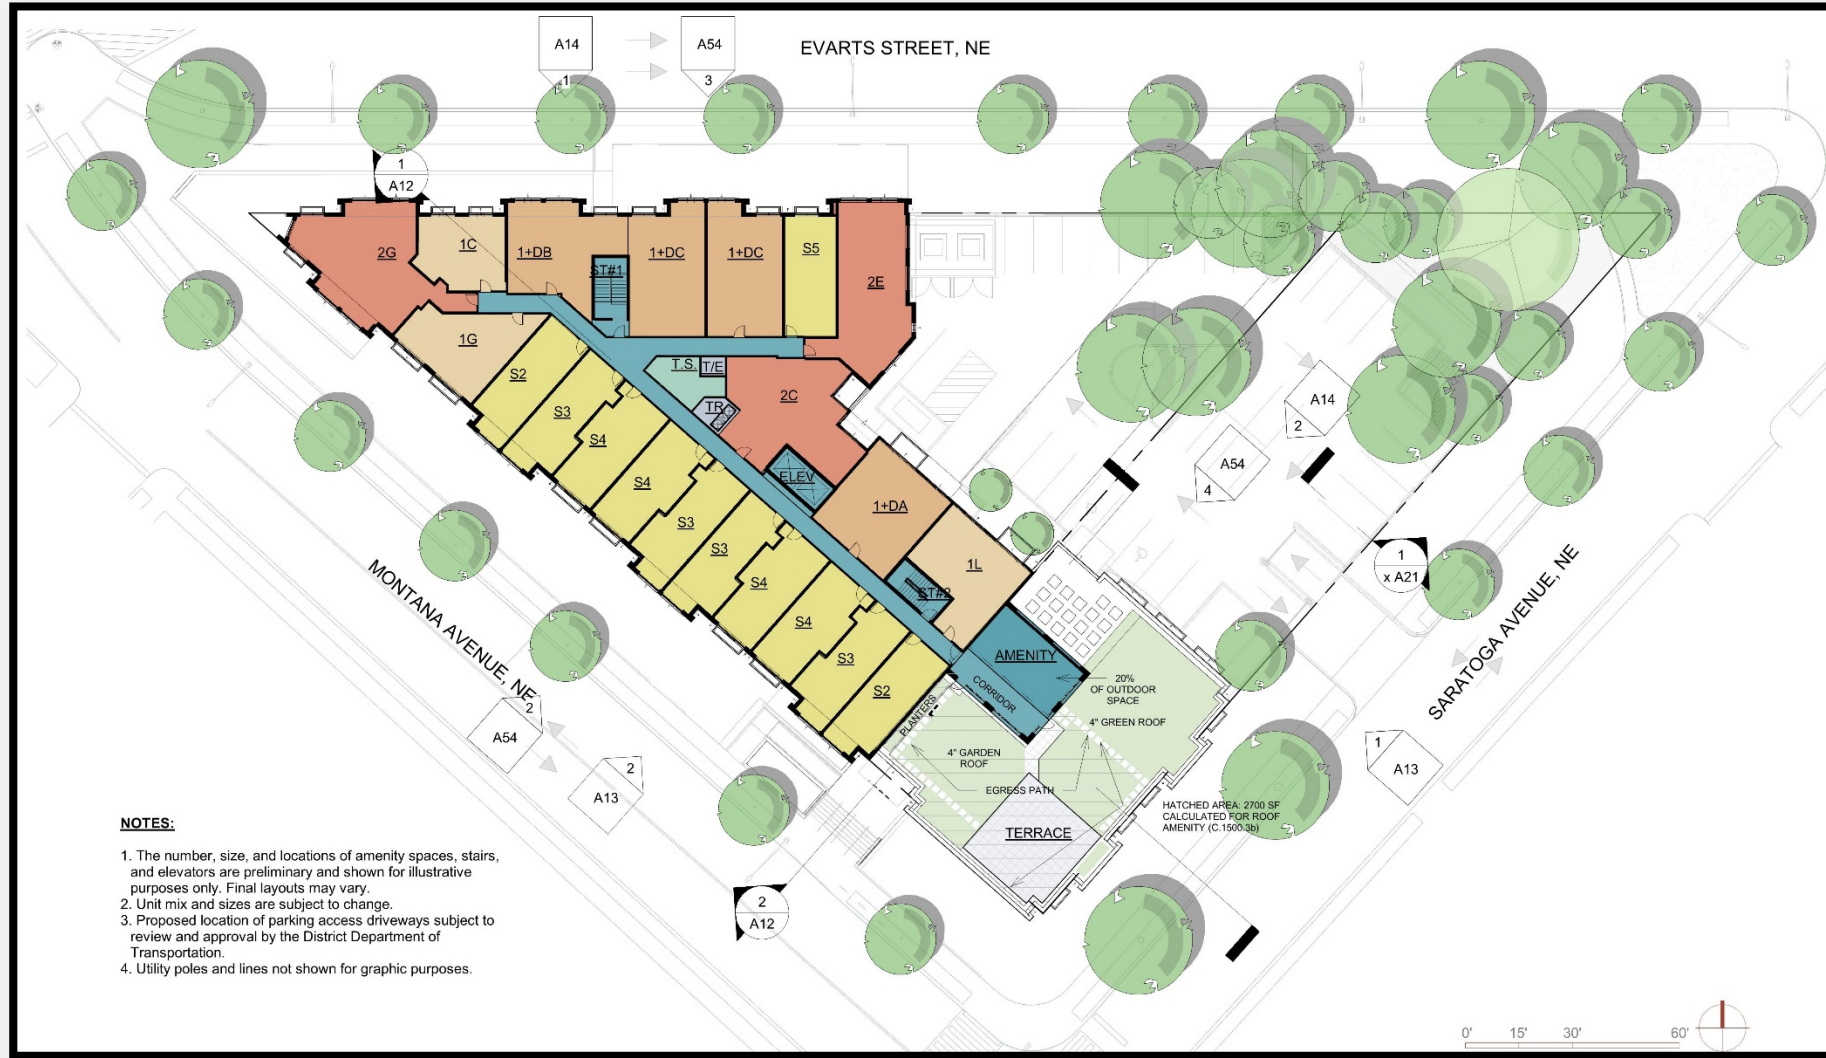 EVARTS STREET, NE
A14
1
A54
3
1
A12
2G
1C
1+DB
ST#1
1+DC
1+DC
S5
2E
1G
S2
S3
S4
S4
S3
S3
S4
S4
S3
S2
T.S.
T/E
TR
2C
ELEV
1+DA
1L
ST#2
AMENITY
CORRIDOR
PLANTERS
20%
OF OUTDOOR
SPACE
4" GREEN ROOF
4" GARDEN
ROOF
EGRESS PATH
TERRACE
HATCHED AREA: 2700 SF
CALCULATED FOR ROOF
AMENITY (C.1500.3b)
A14
2
A54
4
1
x A21
SARATOGA AVENUE, NE
1
A13
MONTANA AVENUE, NE
2
A54
2
A13
2
A12
NOTES:
1. The number, size, and locations of amenity spaces, stairs,
and elevators are preliminary and shown for illustrative
purposes only. Final layouts may vary.
2. Unit mix and sizes are subject to change.
3. Proposed location of parking access driveways subject to
review and approval by the District Department of
Transportation.
4. Utility poles and lines not shown for graphic purposes.
0' 15' 30' 60'